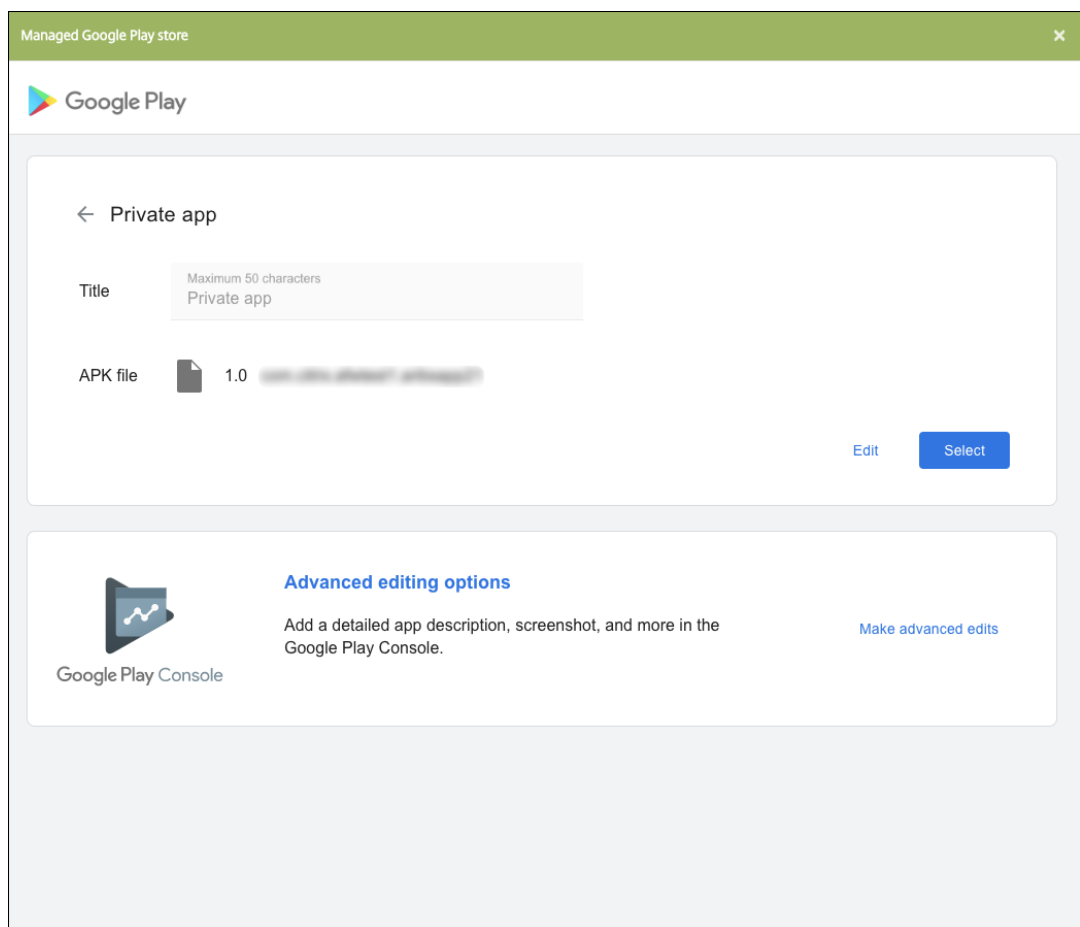 Managed Google Play store
Google Play
Private app
Title
Maximum 50 characters
Private app
APK file
1.0
Edit
Select
Advanced editing options
Add a detailed app description, screenshot, and more in the
Google Play Console.
Make advanced edits
Google Play Console